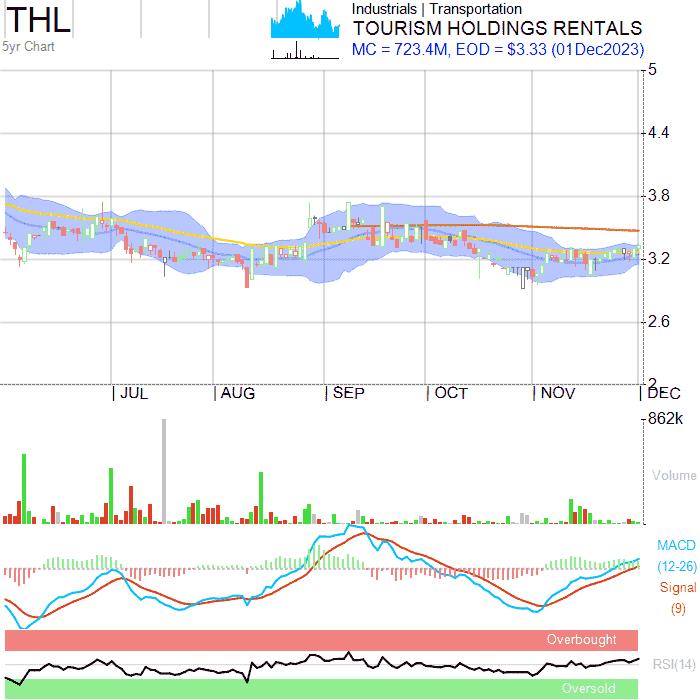 THL
5yr Chart
Industrials | Transportation
TOURISM HOLDINGS RENTALS
MC = 723.4M, EOD = $3.33 (01Dec2023)
5
4.4
3.8
3.2
2.6
2
JUL AUG SEP OCT NOV DEC
862k
Volume
MACD
(12-26)
Signal
(9)
Overbought
RSI(14)
Oversold